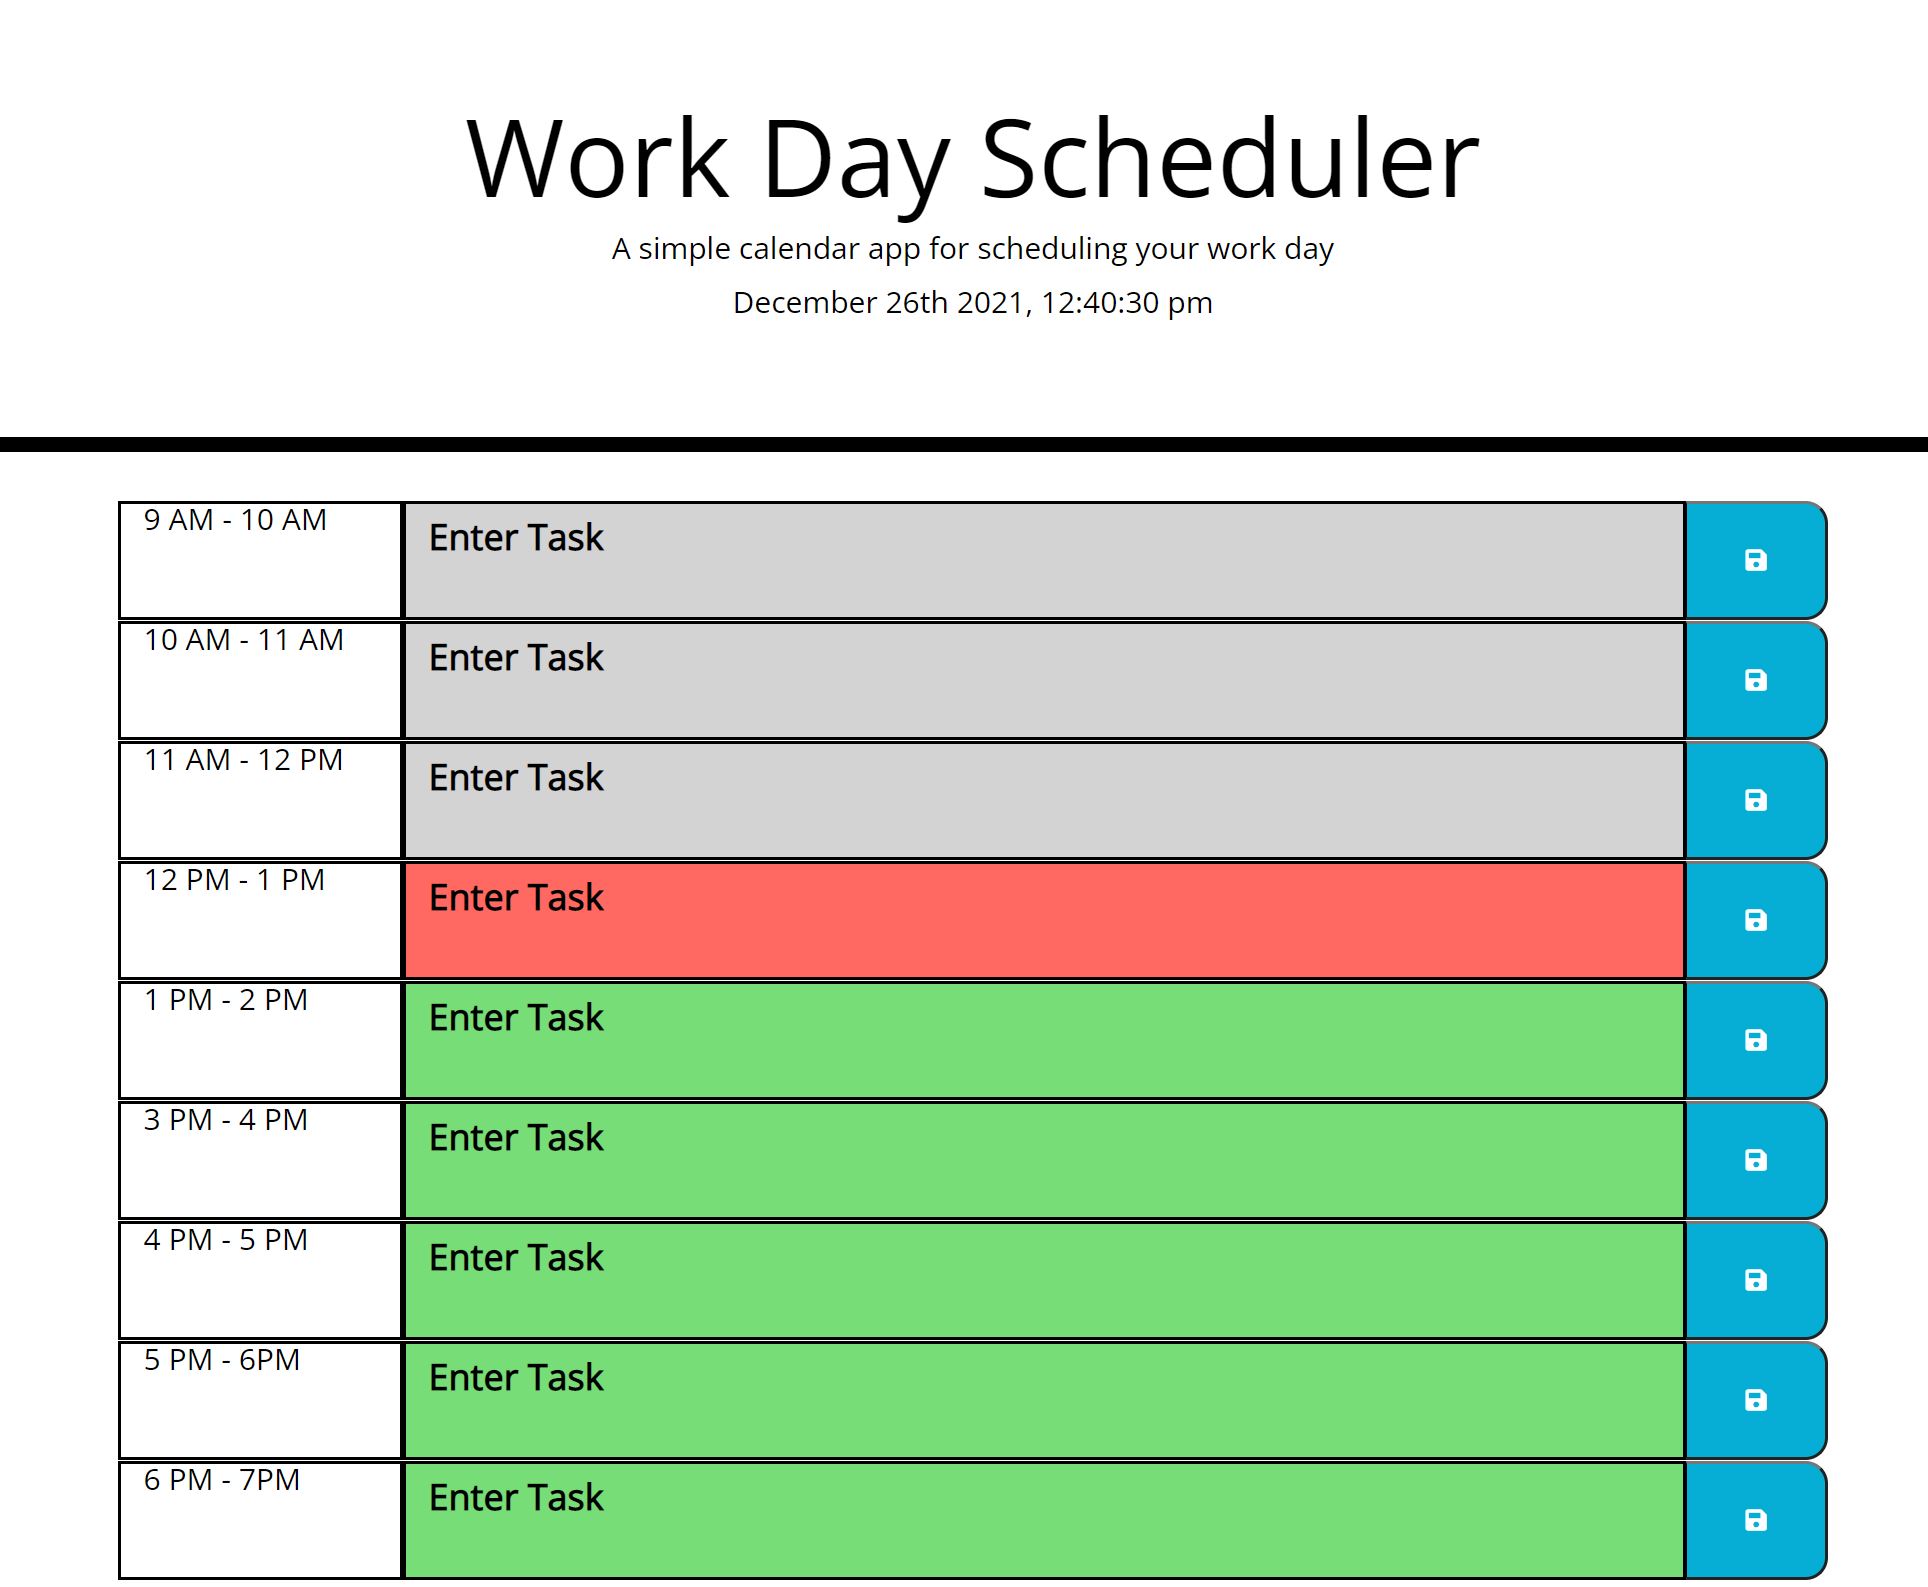 Work Day Scheduler
A simple calendar app for scheduling your work day
December 26th 2021, 12:40:30 pm
9 AM - 10 AM
Enter Task
10 AM - 11 AM
Enter Task
11 AM - 12 PM
Enter Task
12 PM - 1 PM
Enter Task
1 PM - 2 PM
Enter Task
3 PM - 4 PM
Enter Task
4 PM - 5 PM
Enter Task
5 PM - 6PM
Enter Task
6 PM - 7PM
Enter Task